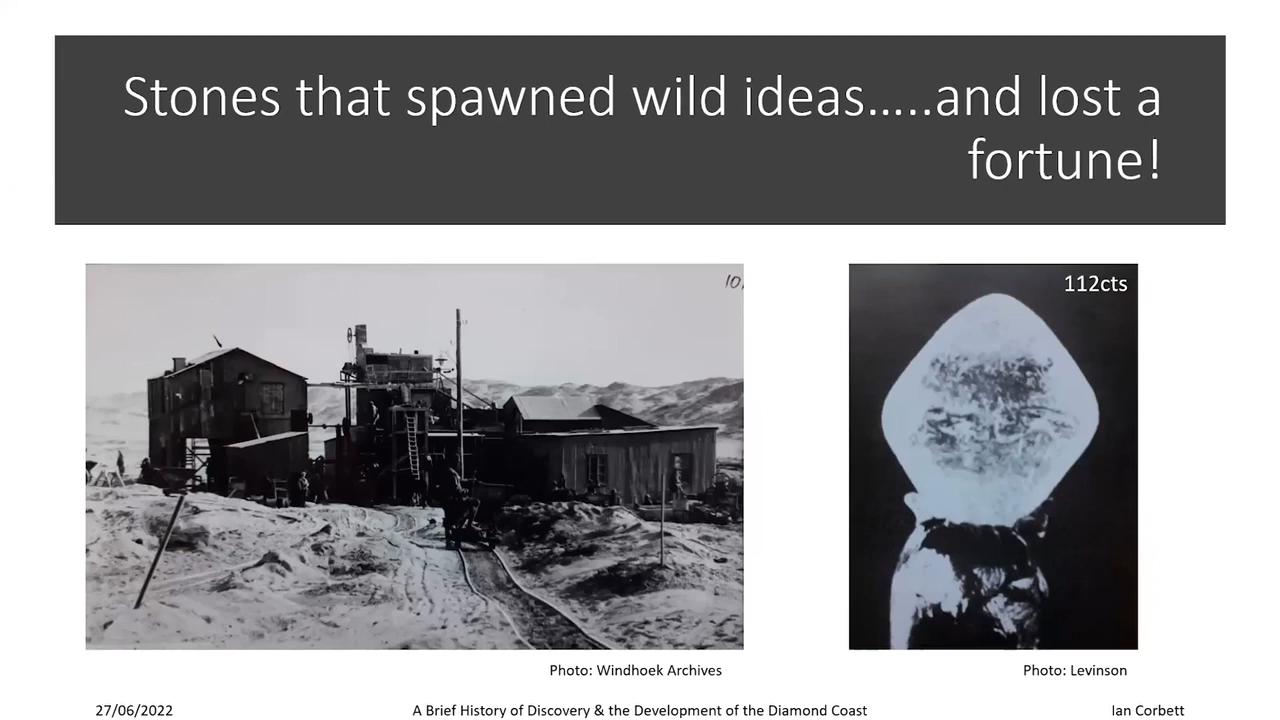 Stones that spawned wild ideas.....and lost a
fortune!
10,
112cts
Photo: Windhoek Archives
Photo: Levinson
27/06/2022
A Brief History of Discovery & the Development of the Diamond Coast
Ian Corbett